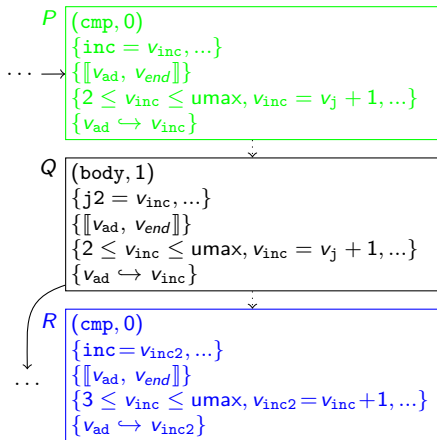 P (cmp, 0)
{inc = v_inc, ...}
··· {⟦v_ad, v_end⟧}
{2 ≤ v_inc ≤ umax, v_inc = v_j + 1, ...}
{v_ad ↪ v_inc}
Q (body, 1)
{j2 = v_inc, ...}
{⟦v_ad, v_end⟧}
{2 ≤ v_inc ≤ umax, v_inc = v_j + 1, ...}
{v_ad ↪ v_inc}
R (cmp, 0)
{inc = v_inc2, ...}
··· {⟦v_ad, v_end⟧}
{3 ≤ v_inc ≤ umax, v_inc2 = v_inc + 1, ...}
{v_ad ↪ v_inc2}